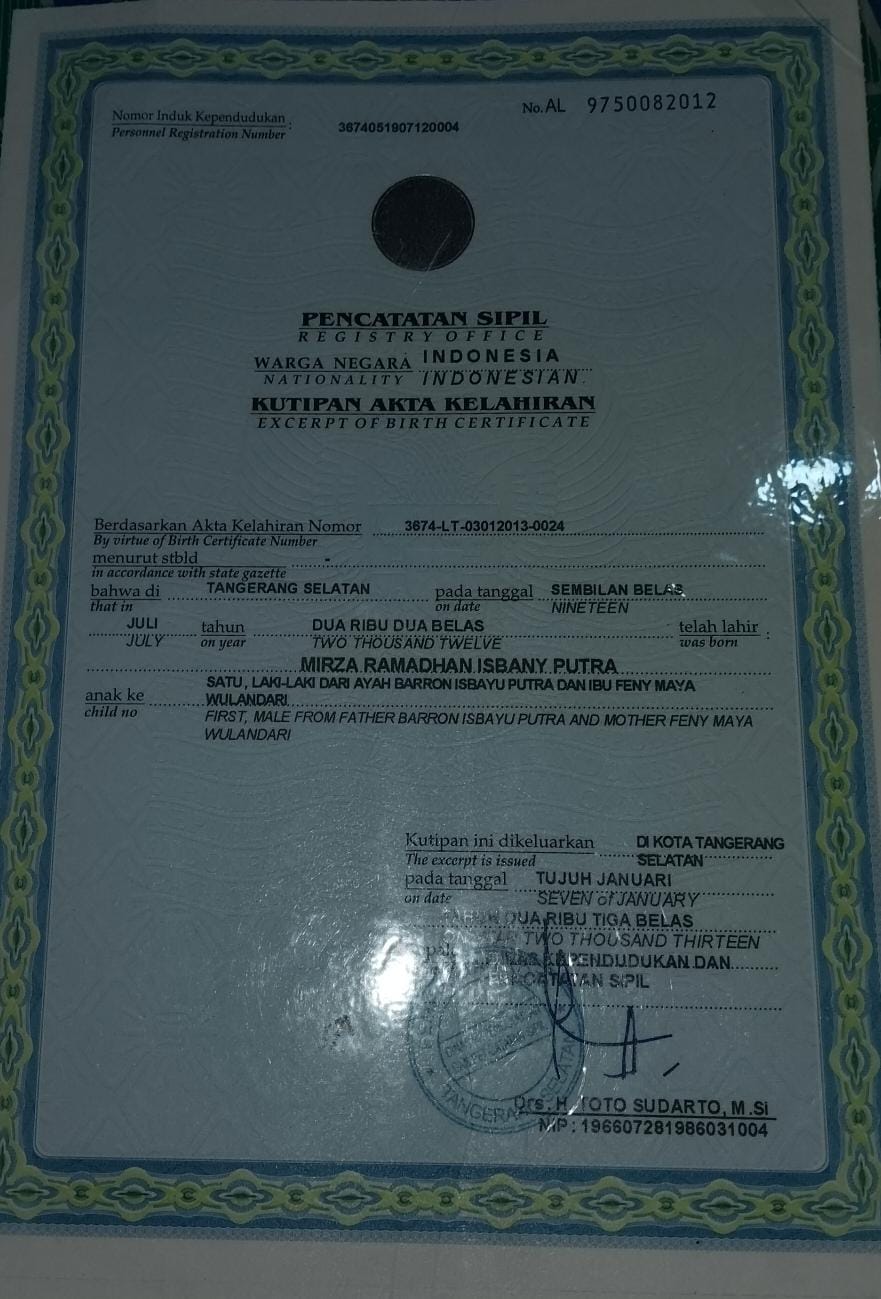 Nomor Induk Kependudukan : 3674051907120004
Personnel Registration Number
No. AL 9750082012
PENCATATAN SIPIL
REGISTRY OFFICE
WARGA NEGARA INDONESIA
NATIONALITY INDONESIAN
KUTIPAN AKTA KELAHIRAN
EXCERPT OF BIRTH CERTIFICATE
Berdasarkan Akta Kelahiran Nomor 3674-LT-03012013-0024
By virtue of Birth Certificate Number
menurut stbld -
in accordance with state gazette
bahwa di TANGERANG SELATAN pada tanggal SEMBILAN BELAS
that in on date NINETEEN
JULI tahun DUA RIBU DUA BELAS telah lahir :
JULY on year TWO THOUSAND TWELVE was born
MIRZA RAMADHAN ISBANY PUTRA
anak ke SATU, LAKI-LAKI DARI AYAH BARRON ISBAYU PUTRA DAN IBU FENY MAYA
WULANDARI
child no FIRST, MALE FROM FATHER BARRON ISBAYU PUTRA AND MOTHER FENY MAYA
WULANDARI
Kutipan ini dikeluarkan DI KOTA TANGERANG
The excerpt is issued SELATAN
pada tanggal TUJUH JANUARI
on date SEVEN of JANUARY
DUA RIBU TIGA BELAS
TWO THOUSAND THIRTEEN
KEPENDUDUKAN DAN
SIPIL
TANGERANG SELATAN
Drs. H. TOTO SUDARTO, M.Si
NIP : 196607281986031004